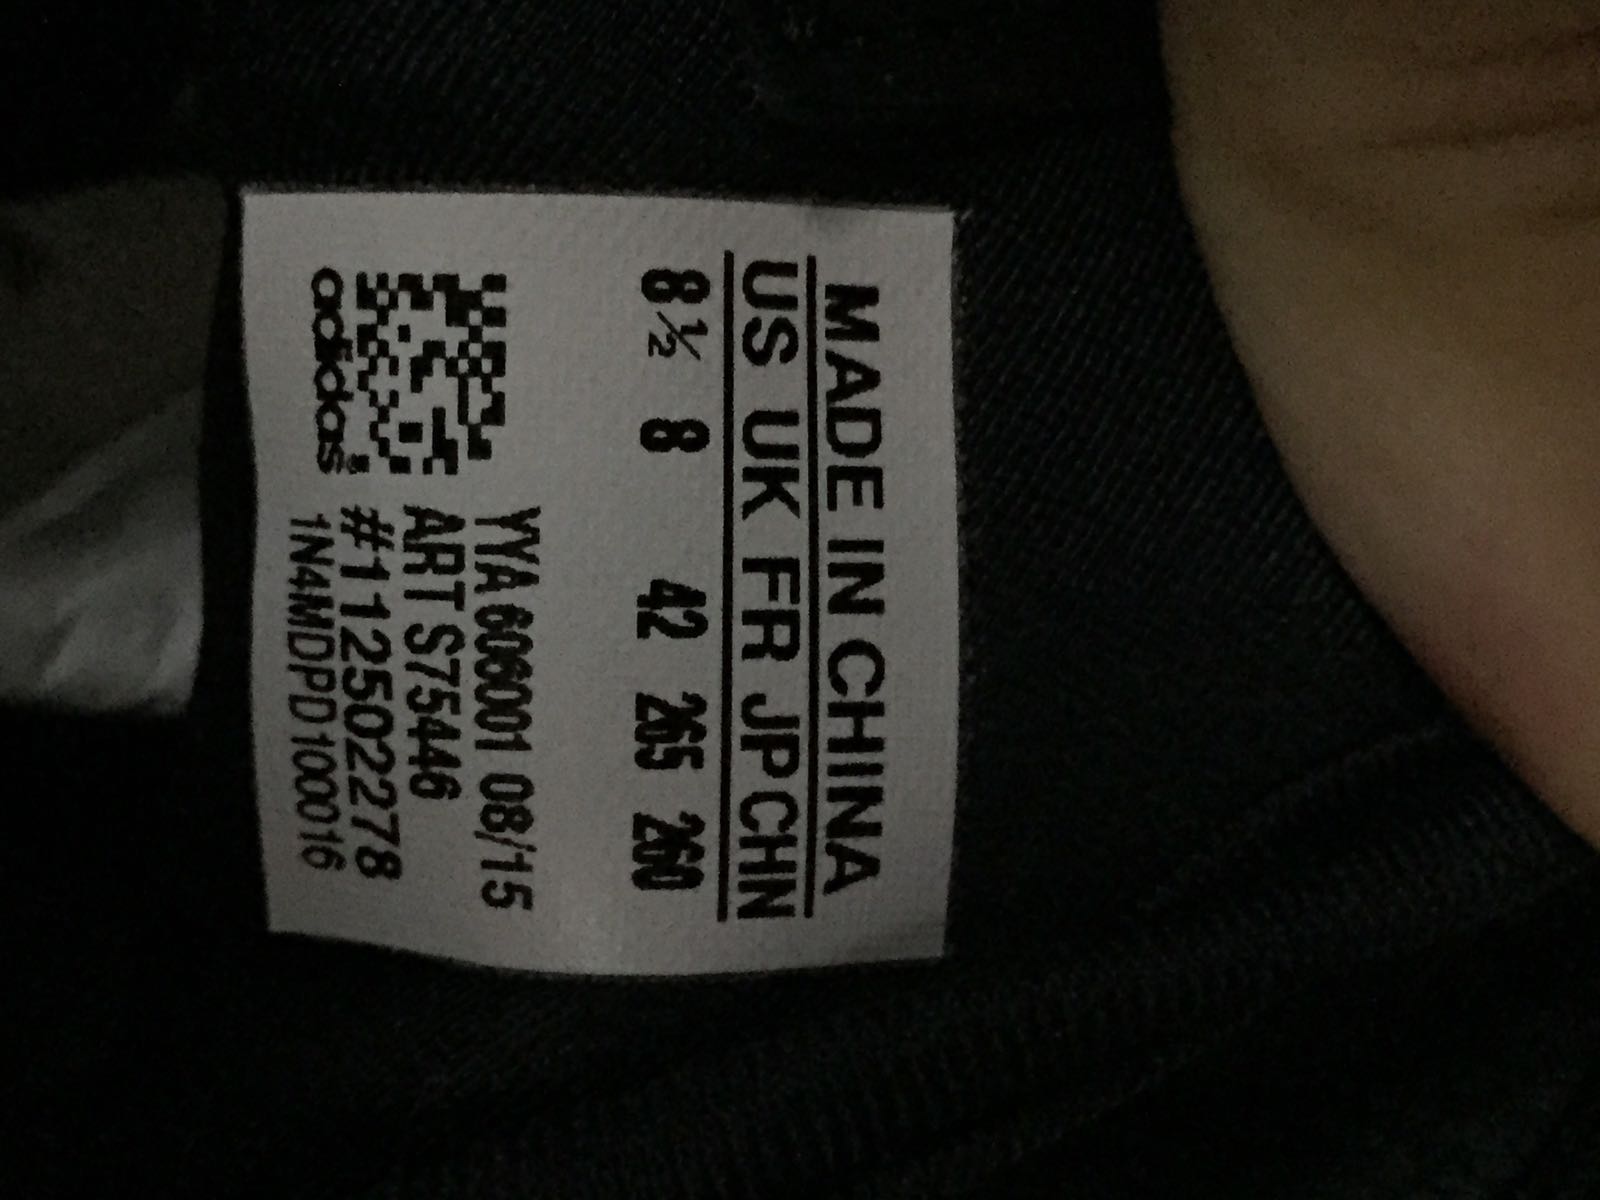 MADE IN CHINA
US UK FR JP CHN
8½ 8 42 265 260
YYA 606001 08/15
ART S75446
#1125022278
1N4MDPD100016
adidas